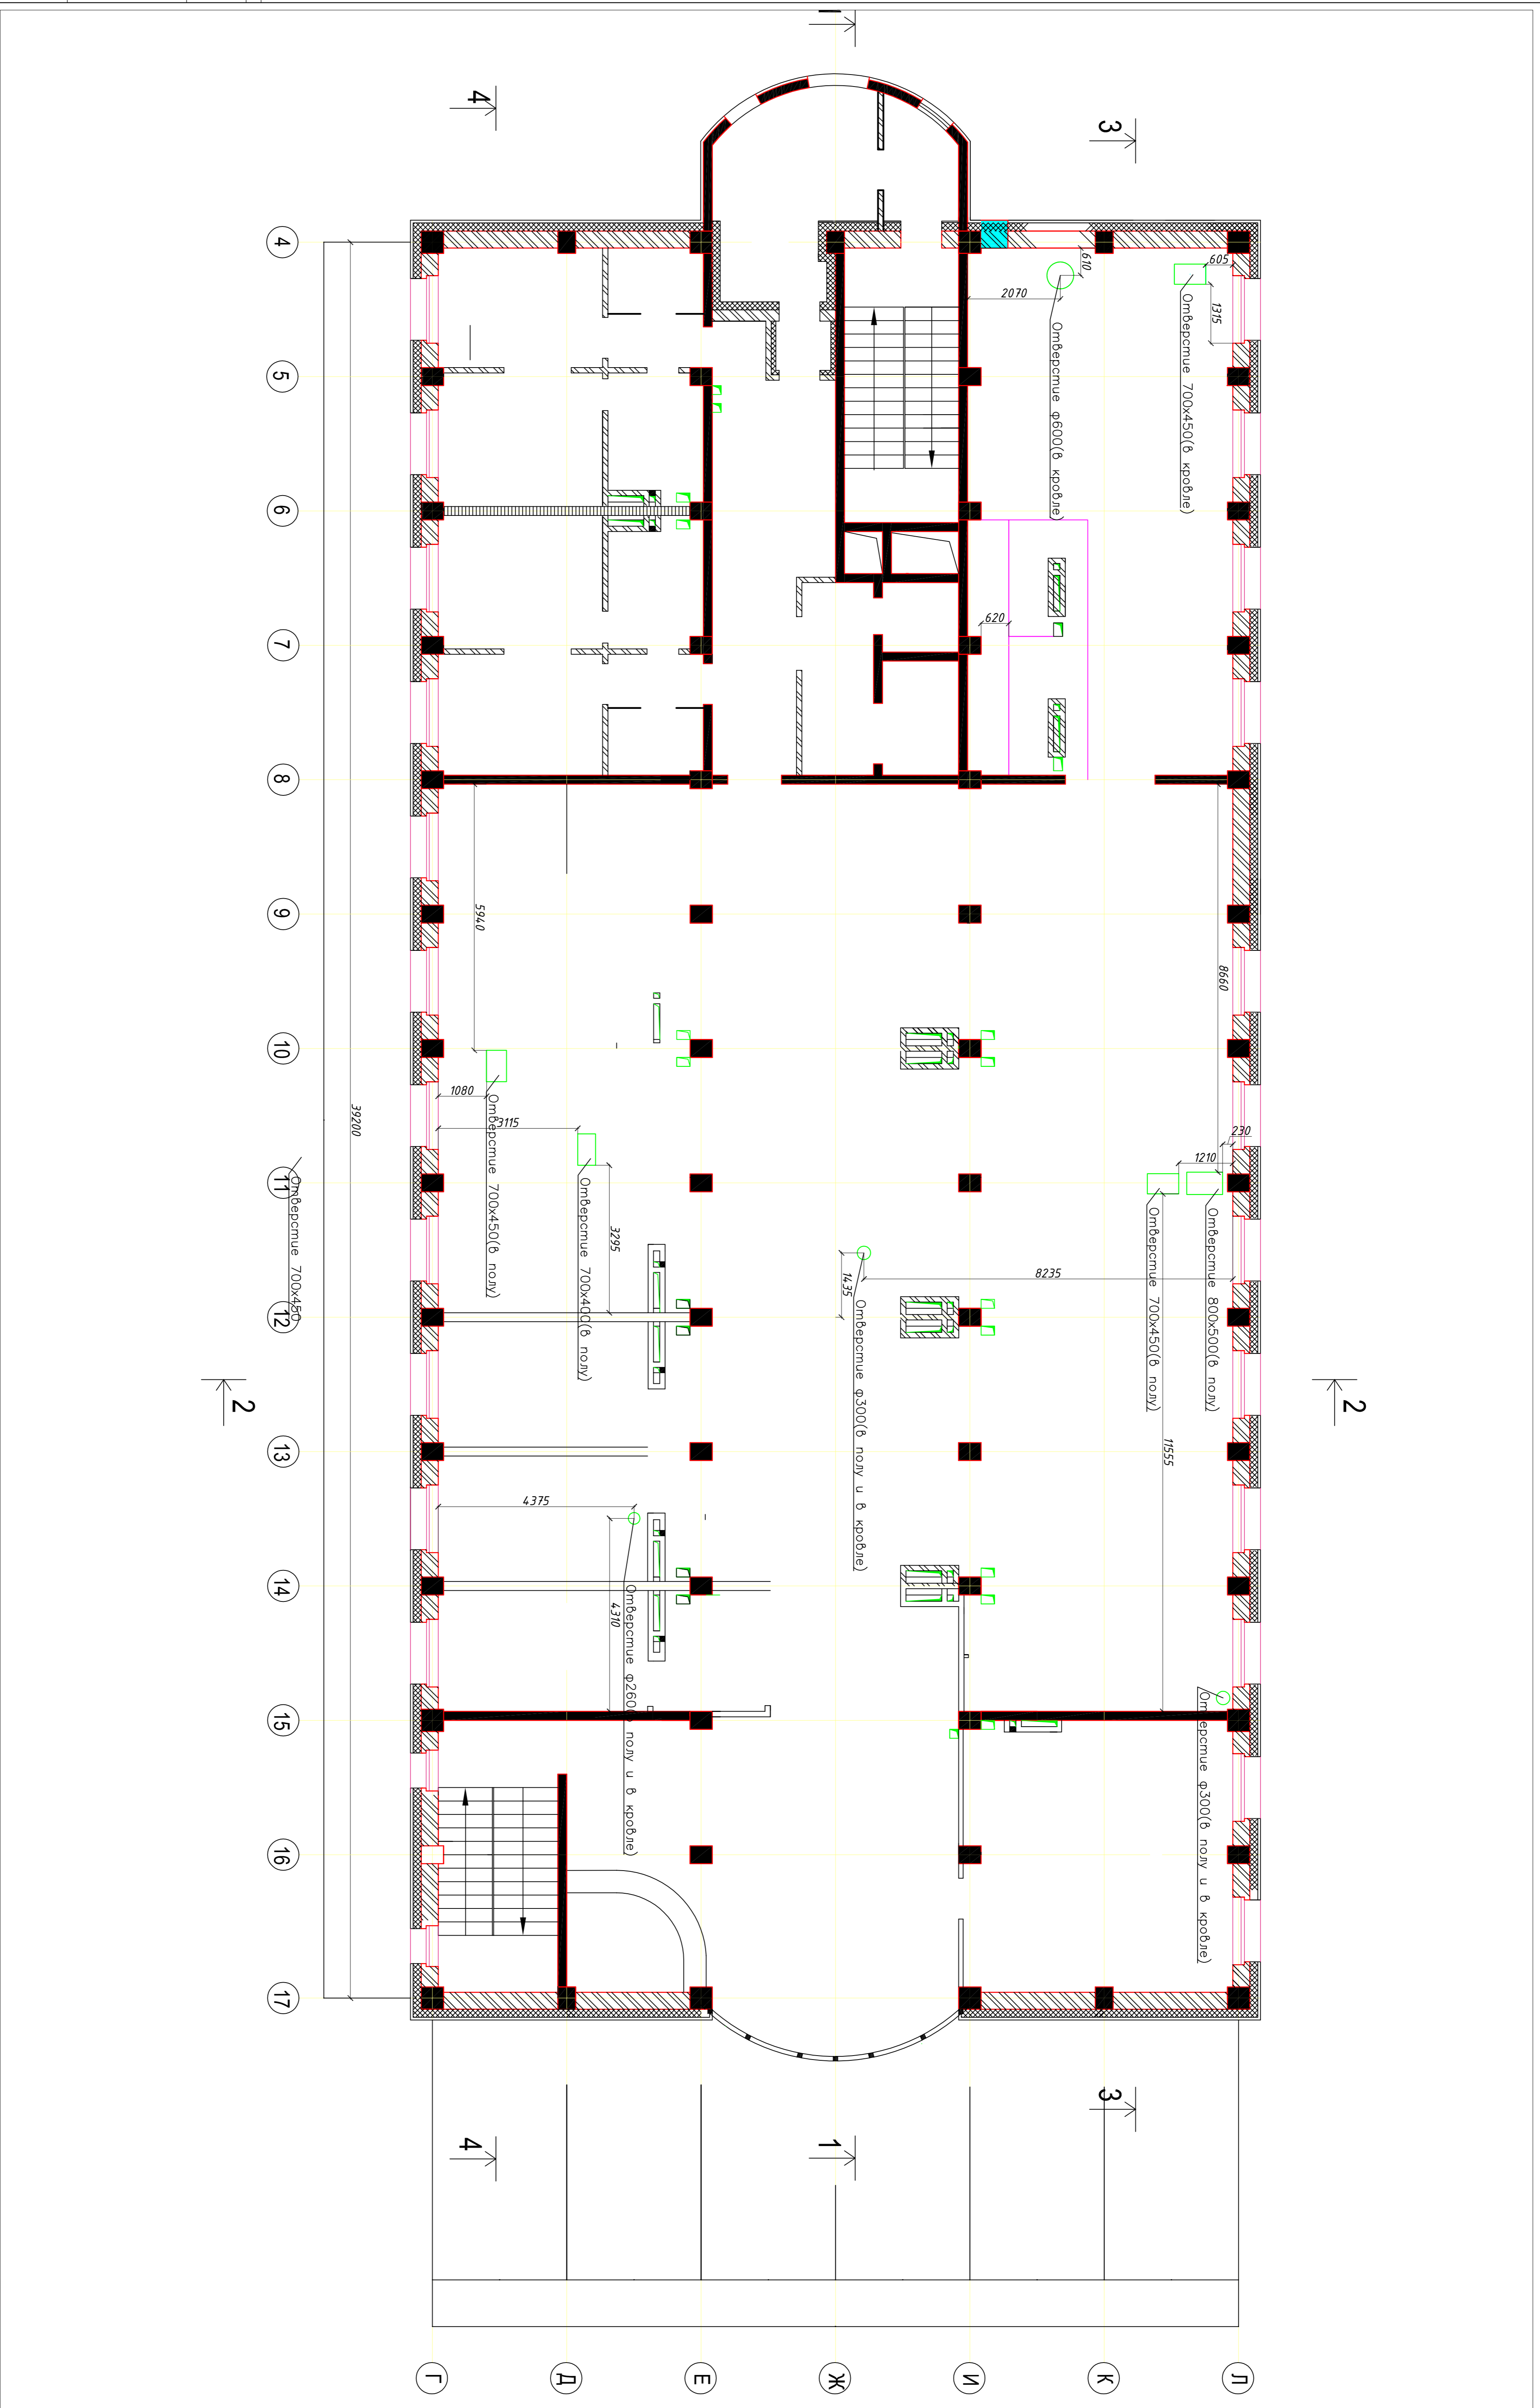 1
4
3
4
5
6
7
8
9
10
11
12
13
14
15
16
17
610
2070
605
1315
Отверстие ф600(в кровле)
Отверстие 700х450(в кровле)
620
5940
8660
39200
1080
Отверстие 700х450(в полу)
3115
Отверстие 700х400(в полу)
3295
Отверстие 700х450
230
1210
Отверстие 700х450(в полу)
Отверстие 800х500(в полу)
8235
1435
Отверстие ф300(в полу и в кровле)
11555
2
2
4375
4310
Отверстие ф260 полу и в кровле)
Отверстие ф300(в полу и в кровле)
3
4
1
Г
Д
Е
Ж
И
К
Л